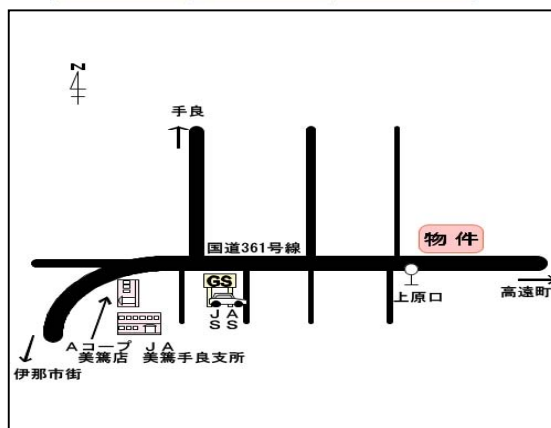 N
手良
国道361号線
物件
GS
JA
SS
上原口
高遠町
Aコープ JA
美篶店 美篶手良支所
伊那市街